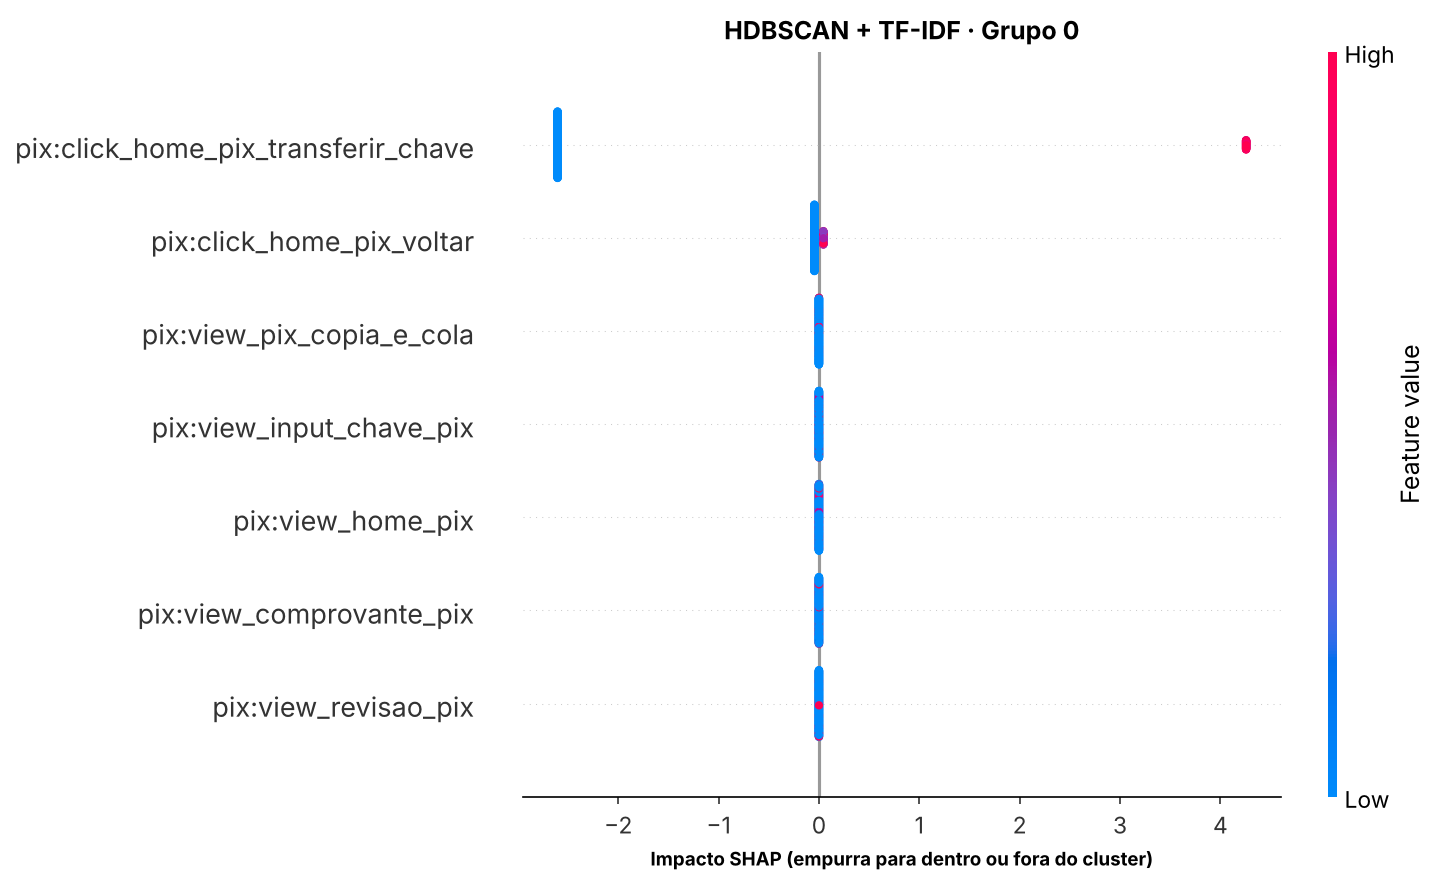 HDBSCAN + TF-IDF · Grupo 0
High
pix:click_home_pix_transferir_chave
pix:click_home_pix_voltar
pix:view_pix_copia_e_cola
pix:view_input_chave_pix
pix:view_home_pix
pix:view_comprovante_pix
pix:view_revisao_pix
Feature value
Low
−2 −1 0 1 2 3 4
Impacto SHAP (empurra para dentro ou fora do cluster)